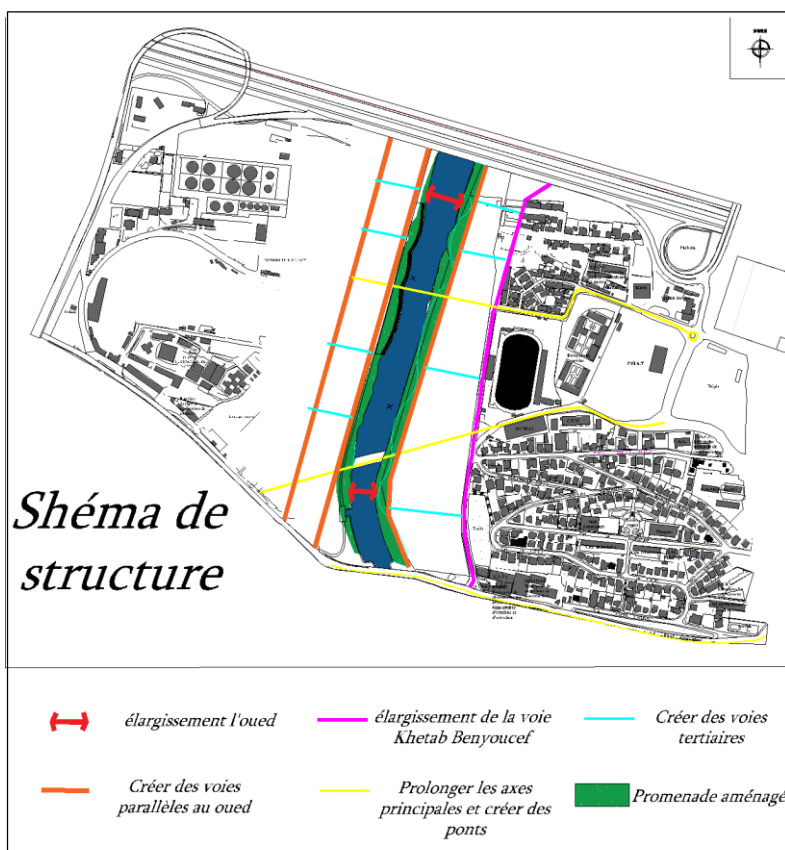 Shéma de
structure
élargissement l'oued
élargissement de la voie
Khetab Benyoucef
Créer des voies
tertiaires
Créer des voies
parallèles au oued
Prolonger les axes
principales et créer des
ponts
Promenade aménagé